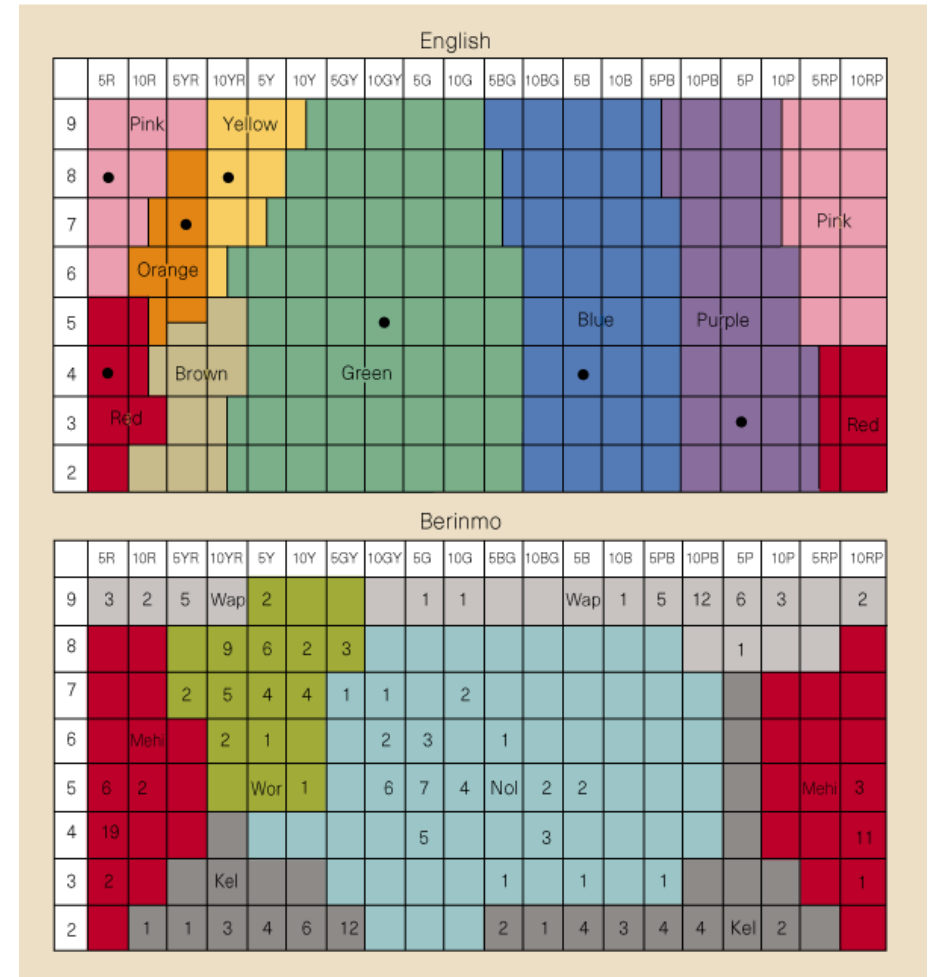 English
5R 10R 5YR 10YR 5Y 10Y 5GY 10GY 5G 10G 5BG 10BG 5B 10B 5PB 10PB 5P 10P 5RP 10RP
9 Pink Yellow
8
7 Pink
6 Orange
5 Blue Purple
4 Brown Green
3 Red Red
2
Berinmo
5R 10R 5YR 10YR 5Y 10Y 5GY 10GY 5G 10G 5BG 10BG 5B 10B 5PB 10PB 5P 10P 5RP 10RP
9 3 2 5 Wap 2 1 1 Wap 1 5 12 6 3 2
8 9 6 2 3 1
7 2 5 4 4 1 1 2
6 Mehi 2 1 2 3 1
5 6 2 Wor 1 6 7 4 Nol 2 2 Mehi 3
4 19 5 3 11
3 2 Kel 1 1 1 1
2 1 1 3 4 6 12 2 1 4 3 4 4 Kel 2